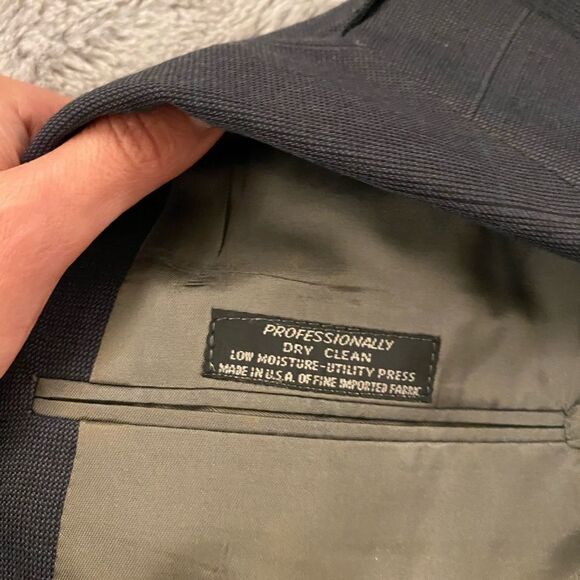 PROFESSIONALLY
DRY CLEAN
LOW MOISTURE-UTILITY PRESS
MADE IN U.S.A. OF FINE IMPORTED FABRIC